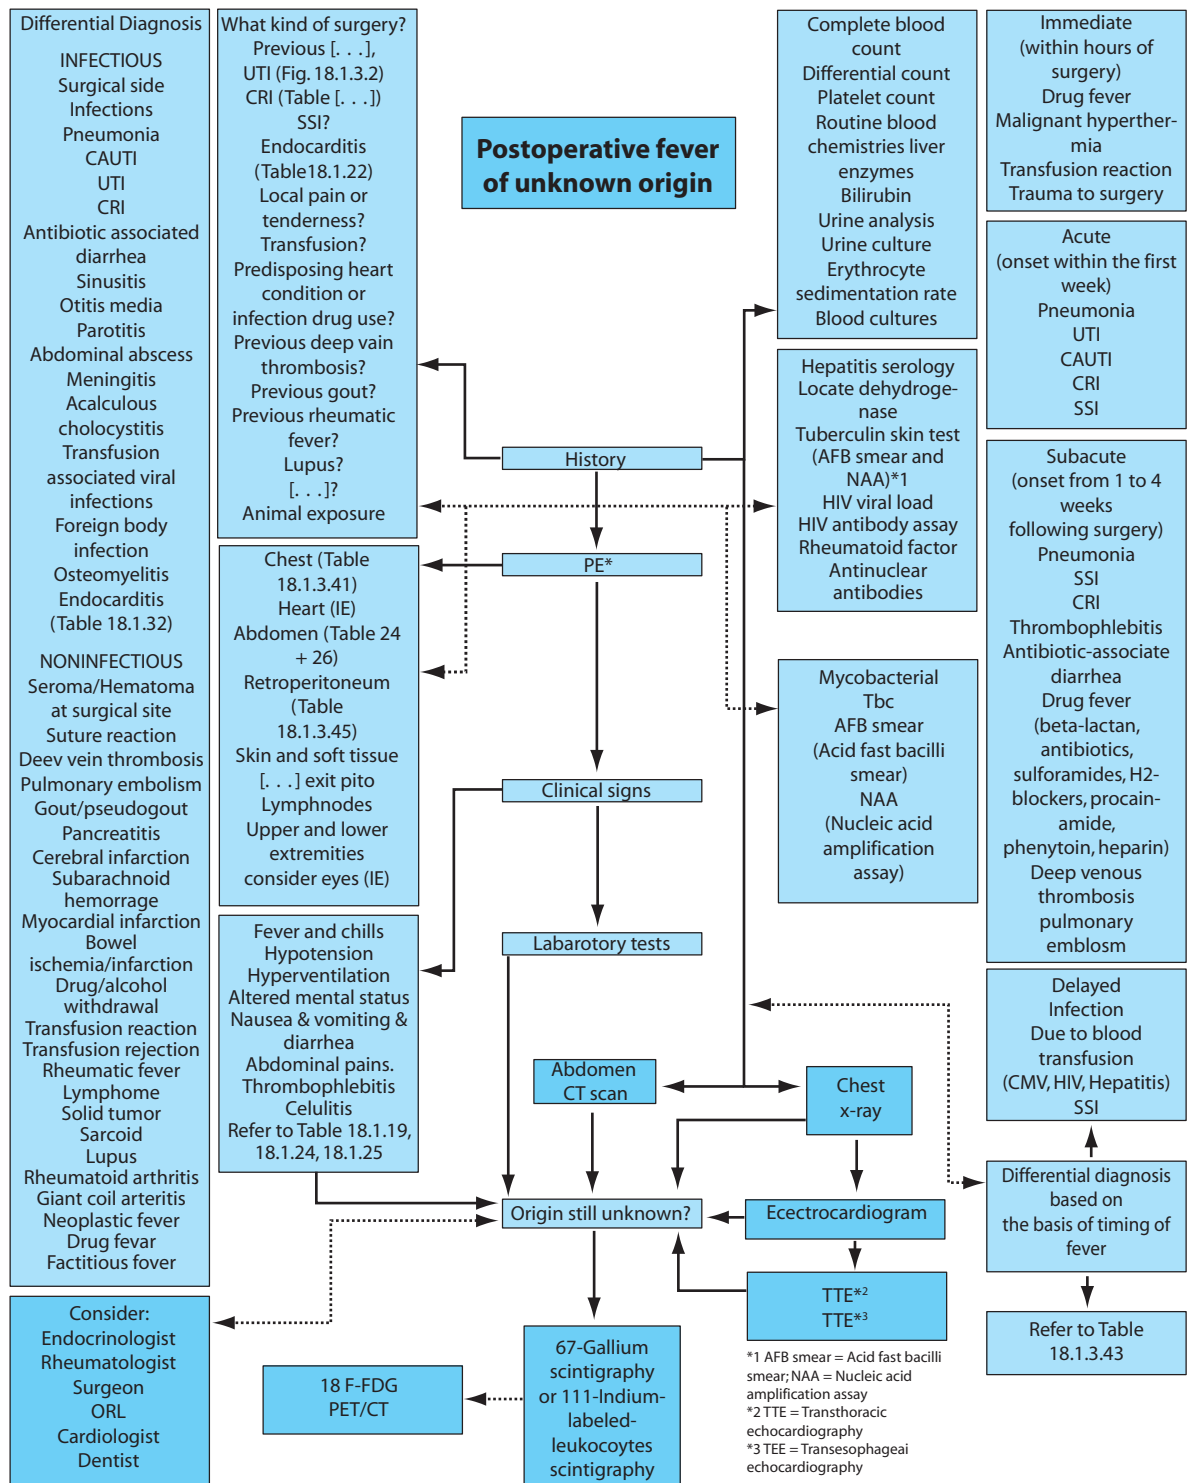 Differential Diagnosis
INFECTIOUS
Surgical side
Infections
Pneumonia
CAUTI
UTI
CRI
Antibiotic associated
diarrhea
Sinusitis
Otitis media
Parotitis
Abdominal abscess
Meningitis
Acalculous
cholocystitis
Transfusion
associated viral
infections
Foreign body
infection
Osteomyelitis
Endocarditis
(Table 18.1.32)
NONINFECTIOUS
Seroma/Hematoma
at surgical site
Suture reaction
Deev vein thrombosis
Pulmonary embolism
Gout/pseudogout
Pancreatitis
Cerebral infarction
Subarachnoid
hemorrage
Myocardial infarction
Bowel
ischemia/infarction
Drug/alcohol
withdrawal
Transfusion reaction
Transfusion rejection
Rheumatic fever
Lymphome
Solid tumor
Sarcoid
Lupus
Rheumatoid arthritis
Giant coil arteritis
Neoplastic fever
Drug fevar
Factitious fover
Consider:
Endocrinologist
Rheumatologist
Surgeon
ORL
Cardiologist
Dentist
What kind of surgery?
Previous [. . .],
UTI (Fig. 18.1.3.2)
CRI (Table [. . .])
SSI?
Endocarditis
(Table18.1.22)
Local pain or
tenderness?
Transfusion?
Predisposing heart
condition or
infection drug use?
Previous deep vain
thrombosis?
Previous gout?
Previous rheumatic
fever?
Lupus?
[. . .]?
Animal exposure
Chest (Table
18.1.3.41)
Heart (IE)
Abdomen (Table 24
+ 26)
Retroperitoneum
(Table
18.1.3.45)
Skin and soft tissue
[. . .] exit pito
Lymphnodes
Upper and lower
extremities
consider eyes (IE)
Fever and chills
Hypotension
Hyperventilation
Altered mental status
Nausea & vomiting &
diarrhea
Abdominal pains.
Thrombophlebitis
Celulitis
Refer to Table 18.1.19,
18.1.24, 18.1.25
Postoperative fever
of unknown origin
History
PE*
Clinical signs
Labarotory tests
Abdomen
CT scan
Chest
x-ray
Origin still unknown?
Ecectrocardiogram
TTE*2
TTE*3
67-Gallium
scintigraphy
or 111-Indium-
labeled-
leukocytes
scintigraphy
18 F-FDG
PET/CT
*1 AFB smear = Acid fast bacilli
smear; NAA = Nucleic acid
amplification assay
*2 TTE = Transthoracic
echocardiography
*3 TEE = Transesophageai
echocardiography
Complete blood
count
Differential count
Platelet count
Routine blood
chemistries liver
enzymes
Bilirubin
Urine analysis
Urine culture
Erythrocyte
sedimentation rate
Blood cultures
Hepatitis serology
Locate dehydroge-
nase
Tuberculin skin test
(AFB smear and
NAA)*1
HIV viral load
HIV antibody assay
Rheumatoid factor
Antinuclear
antibodies
Mycobacterial
Tbc
AFB smear
(Acid fast bacilli
smear)
NAA
(Nucleic acid
amplification
assay)
Immediate
(within hours of
surgery)
Drug fever
Malignant hyperther-
mia
Transfusion reaction
Trauma to surgery
Acute
(onset within the first
week)
Pneumonia
UTI
CAUTI
CRI
SSI
Subacute
(onset from 1 to 4
weeks
following surgery)
Pneumonia
SSI
CRI
Thrombophlebitis
Antibiotic-associate
diarrhea
Drug fever
(beta-lactan,
antibiotics,
sulforamides, H2-
blockers, procain-
amide,
phenytoin, heparin)
Deep venous
thrombosis
pulmonary
emblosm
Delayed
Infection
Due to blood
transfusion
(CMV, HIV, Hepatitis)
SSI
Differential diagnosis
based on
the basis of timing of
fever
Refer to Table
18.1.3.43